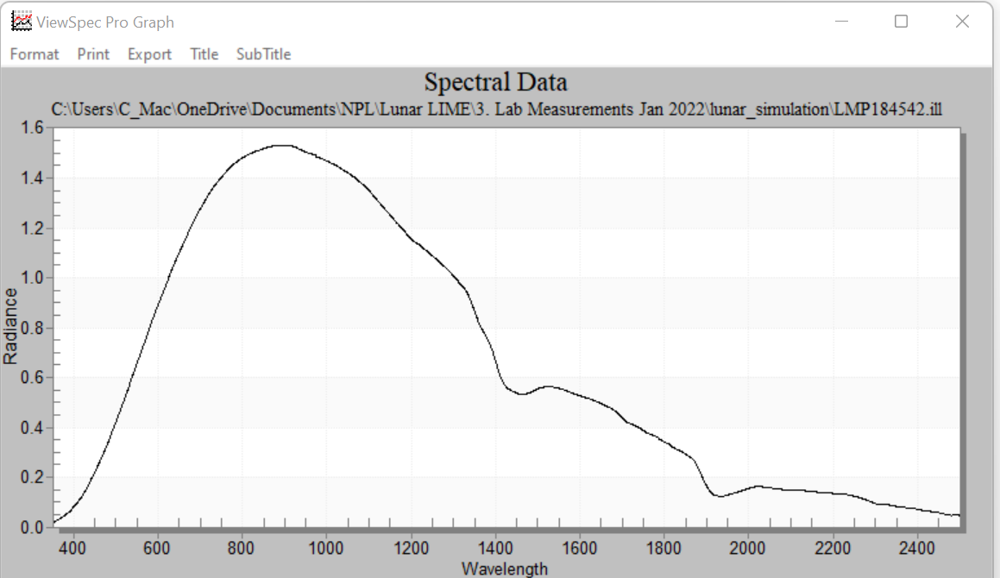 ViewSpec Pro Graph
Format Print Export Title SubTitle
Spectral Data
C:\Users\C_Mac\OneDrive\Documents\NPL\Lunar LIME\3. Lab Measurements Jan 2022\lunar_simulation\LMP184542.ill
1.6
1.4
1.2
1.0
0.8
0.6
0.4
0.2
0.0
Radiance
400 600 800 1000 1200 1400 1600 1800 2000 2200 2400
Wavelength